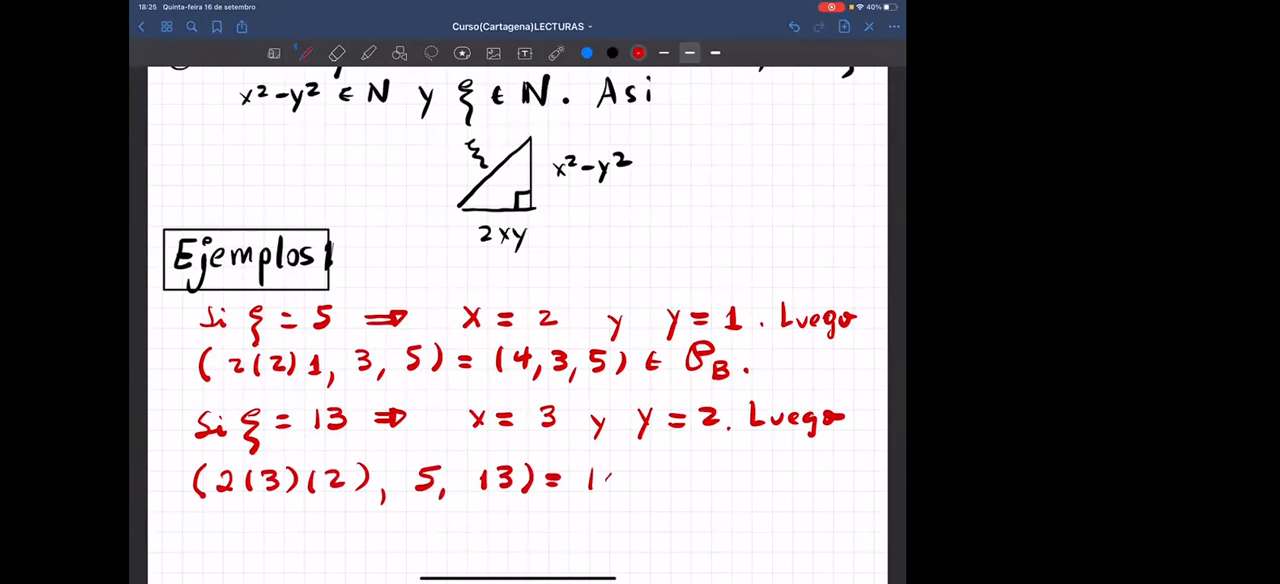 18:25 Quinta-feira 16 de setembro
40%
Curso(Cartagena)LECTURAS
x²-y² ∈ N y ξ ∈ N. Asi
ξ
x²-y²
2xy
Ejemplos
Si ξ = 5 ⇒ x = 2 y y = 1. Luego
(2(2)1, 3, 5) = (4, 3, 5) ∈ P_B.
Si ξ = 13 ⇒ x = 3 y y = 2. Luego
(2(3)(2), 5, 13) =